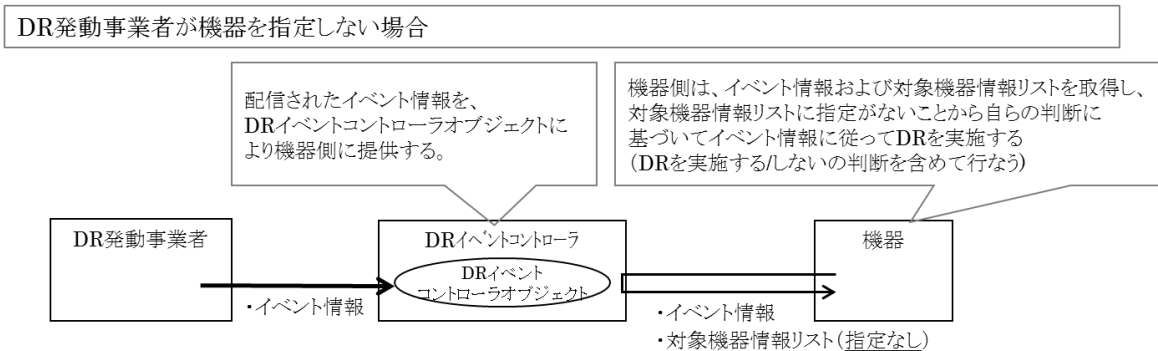 DR発動事業者が機器を指定しない場合
配信されたイベント情報を、
DRイベントコントローラオブジェクトに
より機器側に提供する。
機器側は、イベント情報および対象機器情報リストを取得し、
対象機器情報リストに指定がないことから自らの判断に
基づいてイベント情報に従ってDRを実施する
（DRを実施する/しないの判断を含めて行なう）
DR発動事業者
DRイベントコントローラ
機器
DRイベント
コントローラオブジェクト
・イベント情報
・イベント情報
・対象機器情報リスト（指定なし）